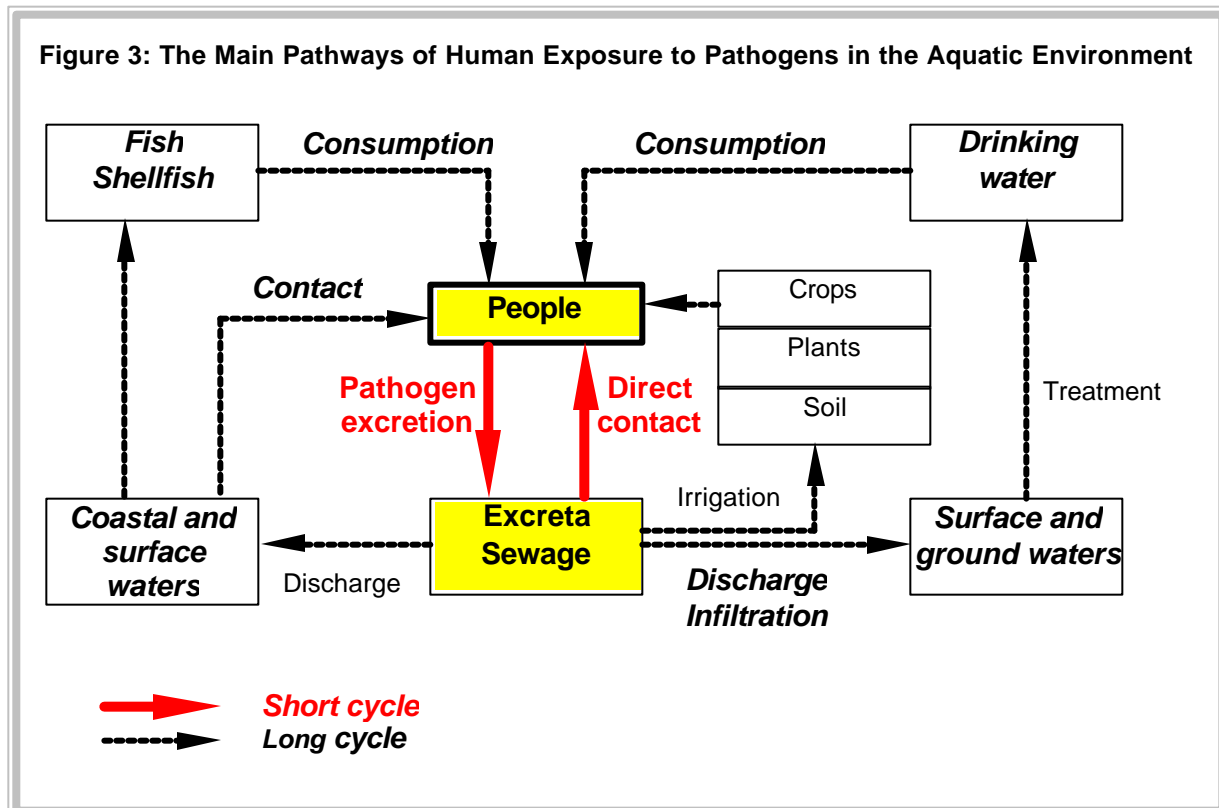 Figure 3: The Main Pathways of Human Exposure to Pathogens in the Aquatic Environment
Fish
Shellfish
Consumption
Consumption
Drinking
water
Contact
People
Crops
Plants
Soil
Pathogen
excretion
Direct
contact
Treatment
Irrigation
Coastal and
surface
waters
Discharge
Excreta
Sewage
Discharge
Infiltration
Surface and
ground waters
Short cycle
Long cycle